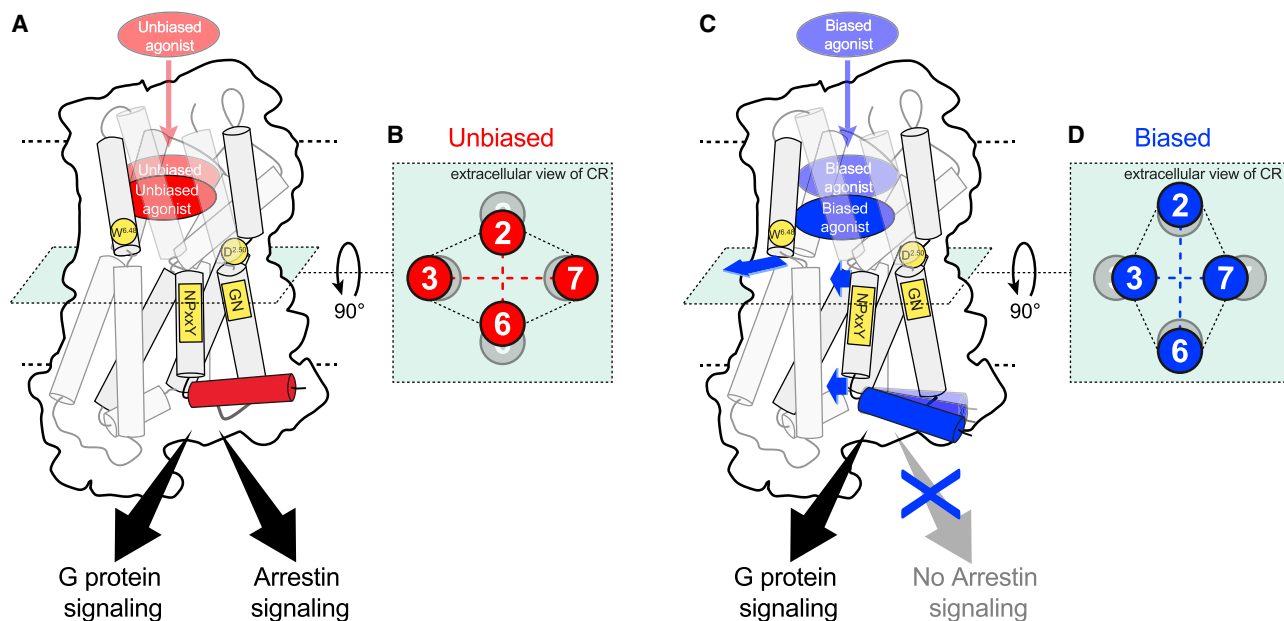 A
Unbiased
agonist
Unbiased
Unbiased
agonist
W6.48
D2.50
NPxxY
GN
90°
G protein
signaling
Arrestin
signaling
B
Unbiased
extracellular view of CR
2
3
7
6
C
Biased
agonist
Biased
agonist
Biased
agonist
W6.48
D2.50
NPxxY
GN
90°
G protein
signaling
No Arrestin
signaling
D
Biased
extracellular view of CR
2
3
7
6